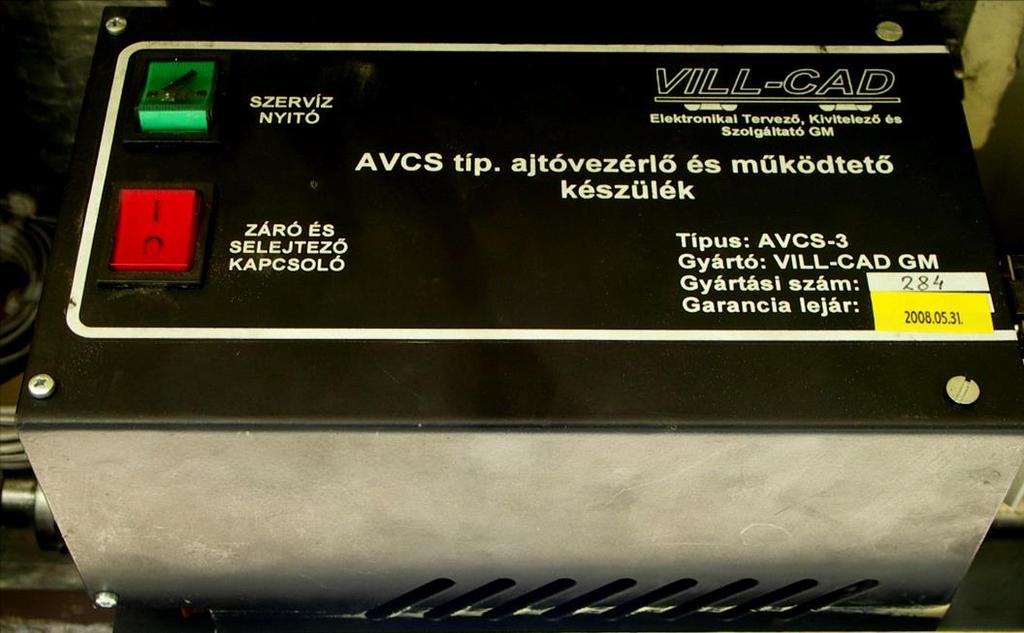 SZERVÍZ
NYITÓ
VILL-CAD
Elektronikai Tervező, Kivitelező és
Szolgáltató GM
AVCS típ. ajtóvezérlő és működtető
készülék
ZÁRÓ ÉS
SELEJTEZŐ
KAPCSOLÓ
Típus: AVCS-3
Gyártó: VILL-CAD GM
Gyártási szám: 284
Garancia lejár: 2008.05.31.